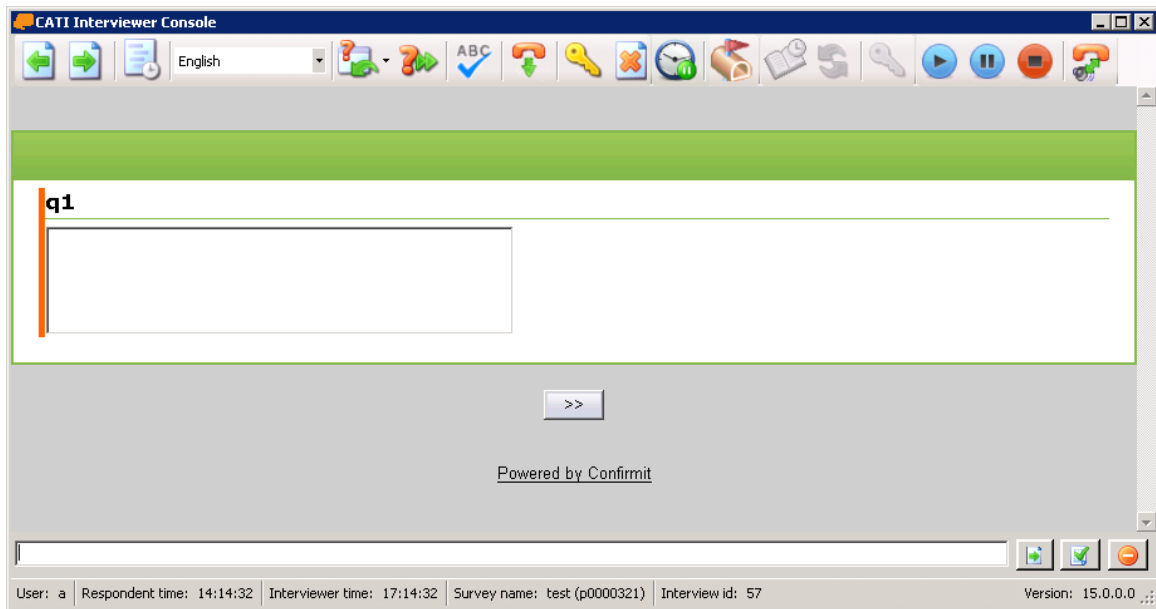 CATI Interviewer Console
English
ABC
q1
>>
Powered by Confirmit
User: a Respondent time: 14:14:32 Interviewer time: 17:14:32 Survey name: test (p0000321) Interview id: 57 Version: 15.0.0.0